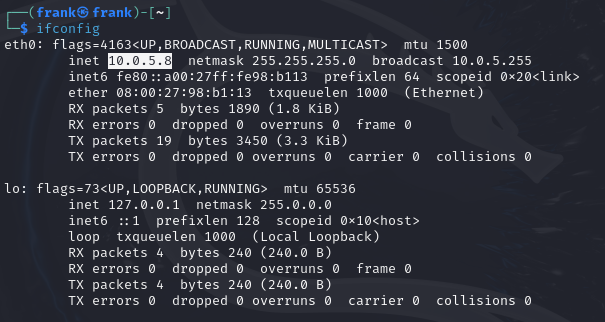 ┌──(frank㉿frank)-[~]
└─$ ifconfig
eth0: flags=4163<UP,BROADCAST,RUNNING,MULTICAST>  mtu 1500
        inet 10.0.5.8  netmask 255.255.255.0  broadcast 10.0.5.255
        inet6 fe80::a00:27ff:fe98:b113  prefixlen 64  scopeid 0×20<link>
        ether 08:00:27:98:b1:13  txqueuelen 1000  (Ethernet)
        RX packets 5  bytes 1890 (1.8 KiB)
        RX errors 0  dropped 0  overruns 0  frame 0
        TX packets 19  bytes 3450 (3.3 KiB)
        TX errors 0  dropped 0 overruns 0  carrier 0  collisions 0

lo: flags=73<UP,LOOPBACK,RUNNING>  mtu 65536
        inet 127.0.0.1  netmask 255.0.0.0
        inet6 ::1  prefixlen 128  scopeid 0×10<host>
        loop  txqueuelen 1000  (Local Loopback)
        RX packets 4  bytes 240 (240.0 B)
        RX errors 0  dropped 0  overruns 0  frame 0
        TX packets 4  bytes 240 (240.0 B)
        TX errors 0  dropped 0 overruns 0  carrier 0  collisions 0